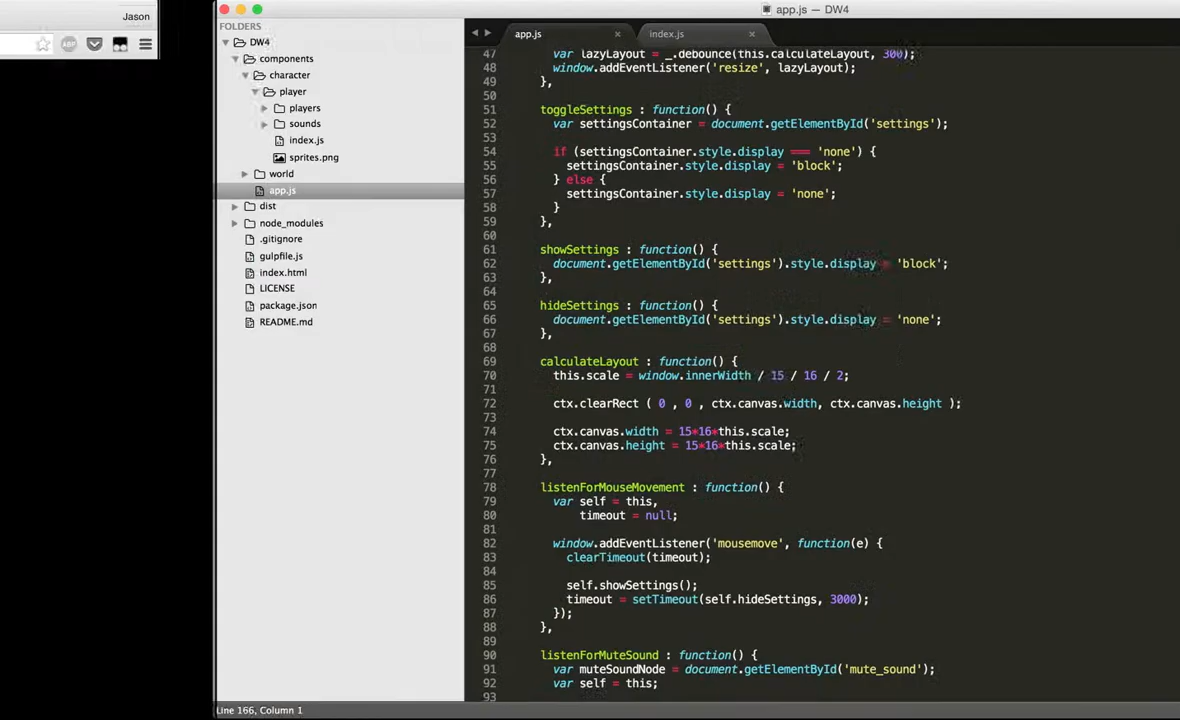 Jason
ABP
app.js — DW4
FOLDERS
DW4
components
character
player
players
sounds
index.js
sprites.png
world
app.js
dist
node_modules
.gitignore
gulpfile.js
index.html
LICENSE
package.json
README.md
app.js
index.js
47 var lazyLayout = _.debounce(this.calculateLayout, 300);
48 window.addEventListener('resize', lazyLayout);
49 },
50
51 toggleSettings : function() {
52 var settingsContainer = document.getElementById('settings');
53
54 if (settingsContainer.style.display === 'none') {
55 settingsContainer.style.display = 'block';
56 } else {
57 settingsContainer.style.display = 'none';
58 }
59 },
60
61 showSettings : function() {
62 document.getElementById('settings').style.display = 'block';
63 },
64
65 hideSettings : function() {
66 document.getElementById('settings').style.display = 'none';
67 },
68
69 calculateLayout : function() {
70 this.scale = window.innerWidth / 15 / 16 / 2;
71
72 ctx.clearRect ( 0 , 0 , ctx.canvas.width, ctx.canvas.height );
73
74 ctx.canvas.width = 15*16*this.scale;
75 ctx.canvas.height = 15*16*this.scale;
76 },
77
78 listenForMouseMovement : function() {
79 var self = this,
80 timeout = null;
81
82 window.addEventListener('mousemove', function(e) {
83 clearTimeout(timeout);
84
85 self.showSettings();
86 timeout = setTimeout(self.hideSettings, 3000);
87 });
88 },
89
90 listenForMuteSound : function() {
91 var muteSoundNode = document.getElementById('mute_sound');
92 var self = this;
93
Line 166, Column 1